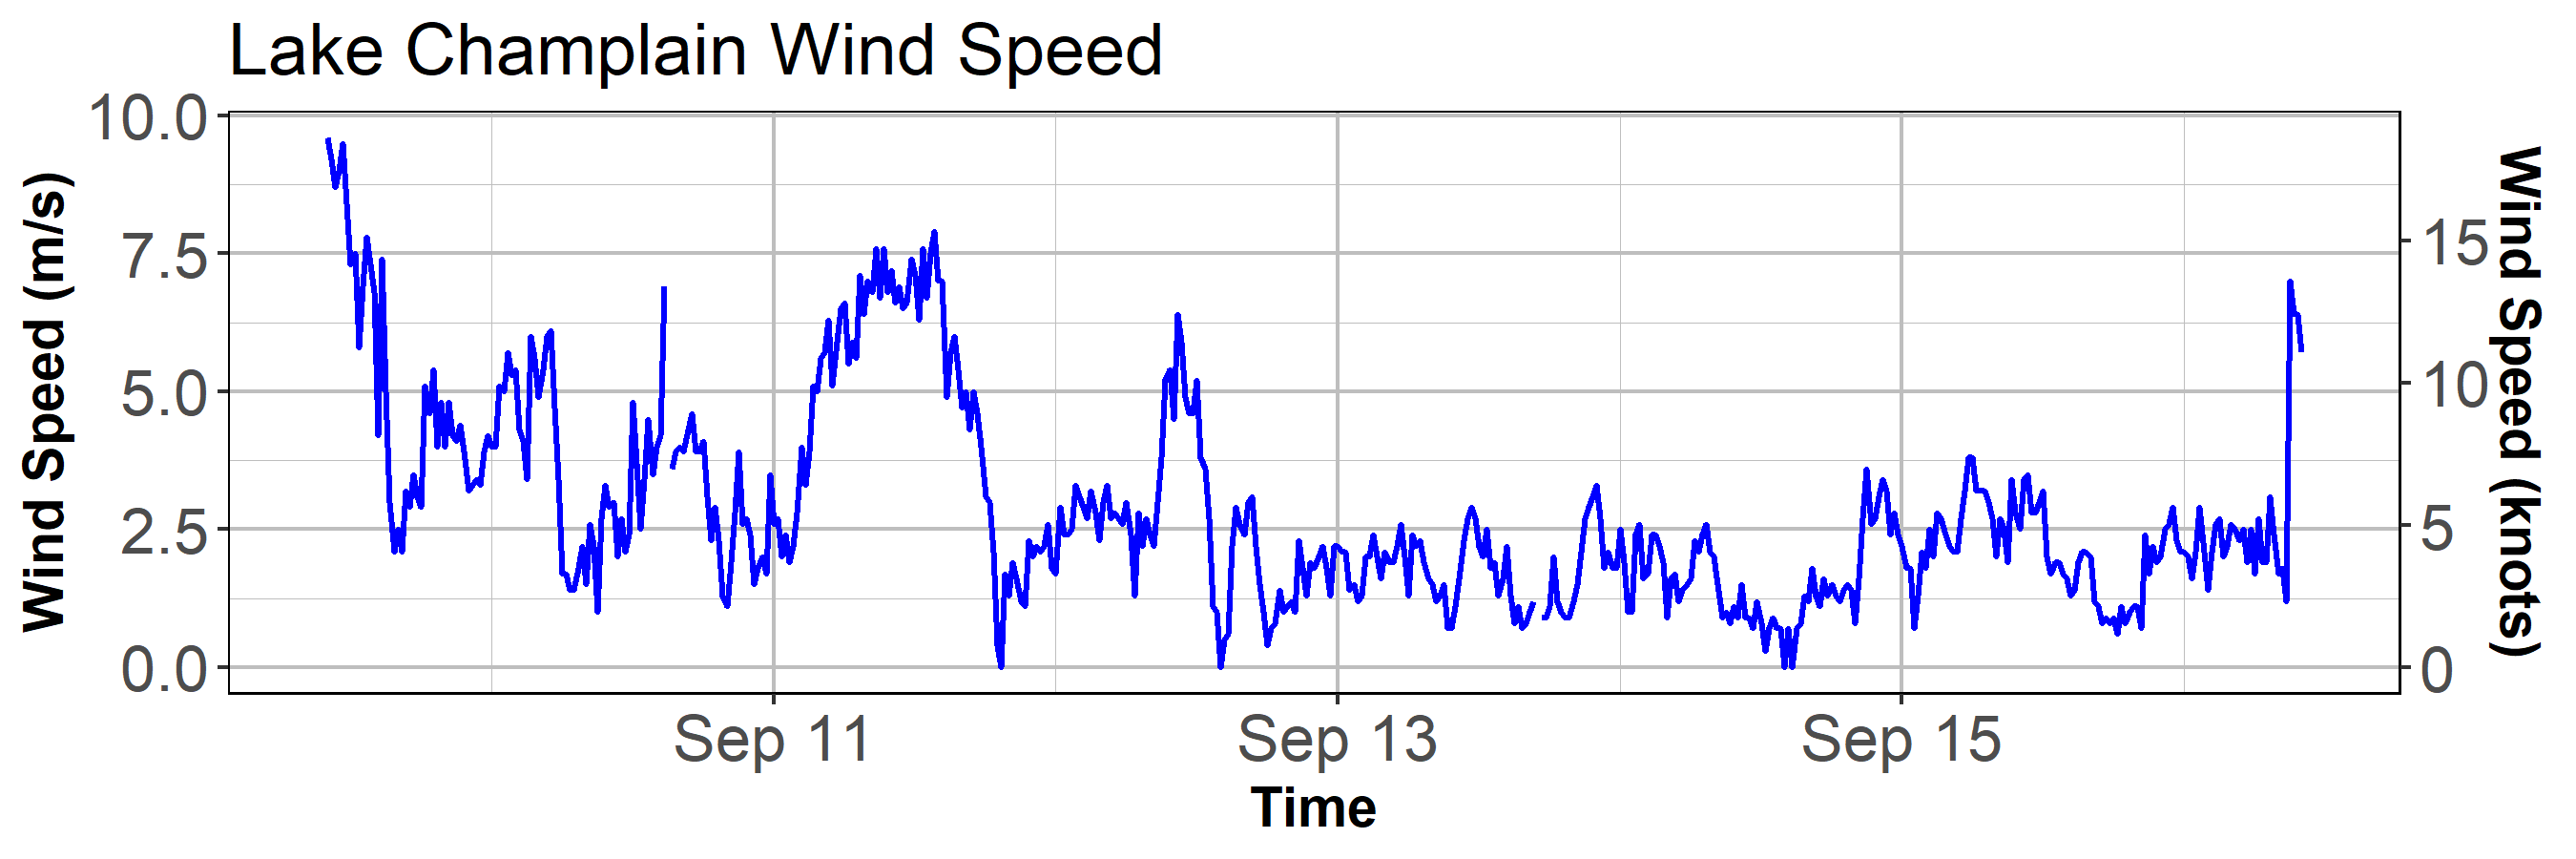 Lake Champlain Wind Speed
10.0
7.5
5.0
2.5
0.0
Wind Speed (m/s)
15
10
5
0
Wind Speed (knots)
Sep 11
Sep 13
Sep 15
Time